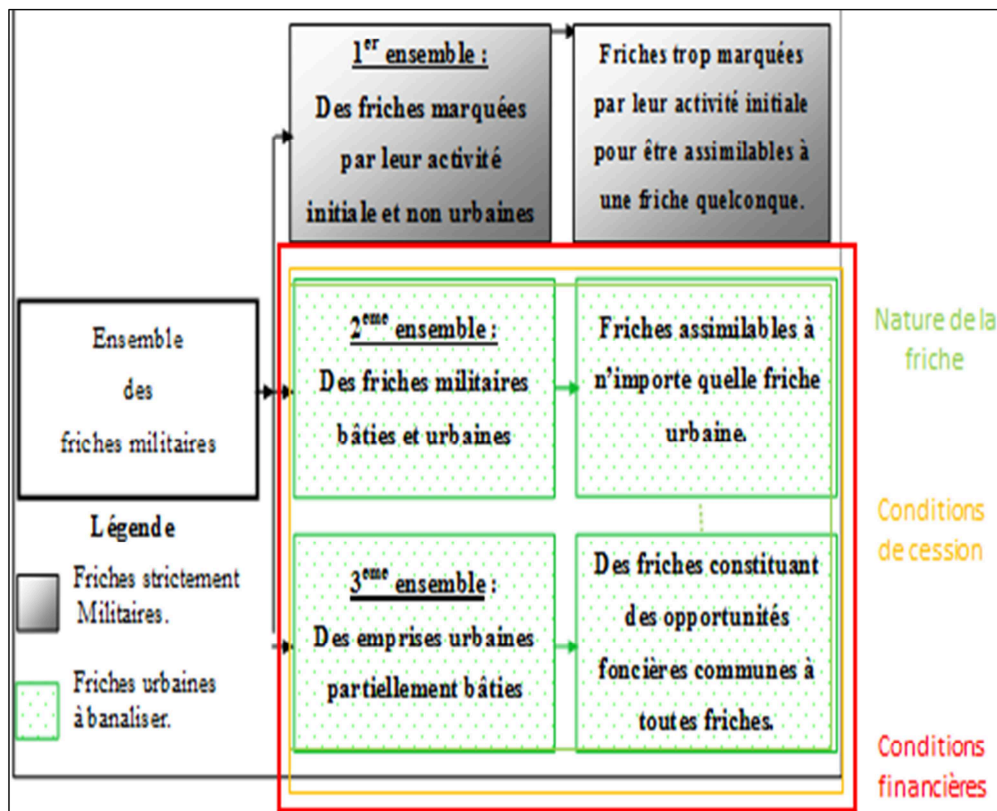 1er ensemble :
Des friches marquées
par leur activité
initiale et non urbaines
Friches trop marquées
par leur activité initiale
pour être assimilables à
une friche quelconque.
Ensemble
des
friches militaires
2eme ensemble :
Des friches militaires
bâties et urbaines
Friches assimilables à
n'importe quelle friche
urbaine.
3eme ensemble :
Des emprises urbaines
partiellement bâties
Des friches constituant
des opportunités
foncières communes à
toutes friches.
Légende
Friches strictement
Militaires.
Friches urbaines
à banaliser.
Nature de la
friche
Conditions
de cession
Conditions
financières